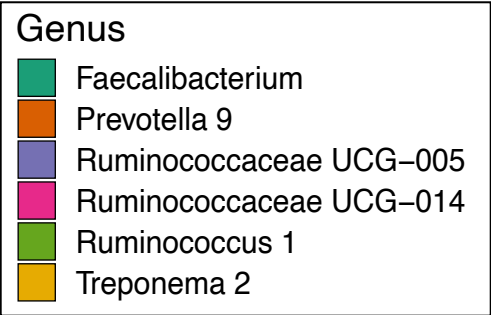 Genus
Faecalibacterium
Prevotella 9
Ruminococcaceae UCG−005
Ruminococcaceae UCG−014
Ruminococcus 1
Treponema 2